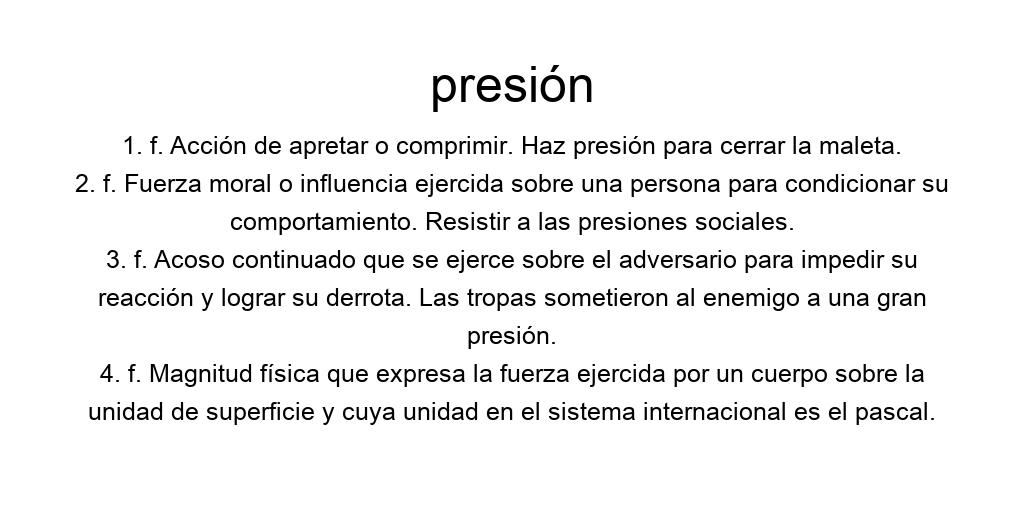 presión
1. f. Acción de apretar o comprimir. Haz presión para cerrar la maleta.
2. f. Fuerza moral o influencia ejercida sobre una persona para condicionar su
comportamiento. Resistir a las presiones sociales.
3. f. Acoso continuado que se ejerce sobre el adversario para impedir su
reacción y lograr su derrota. Las tropas sometieron al enemigo a una gran
presión.
4. f. Magnitud física que expresa la fuerza ejercida por un cuerpo sobre la
unidad de superficie y cuya unidad en el sistema internacional es el pascal.